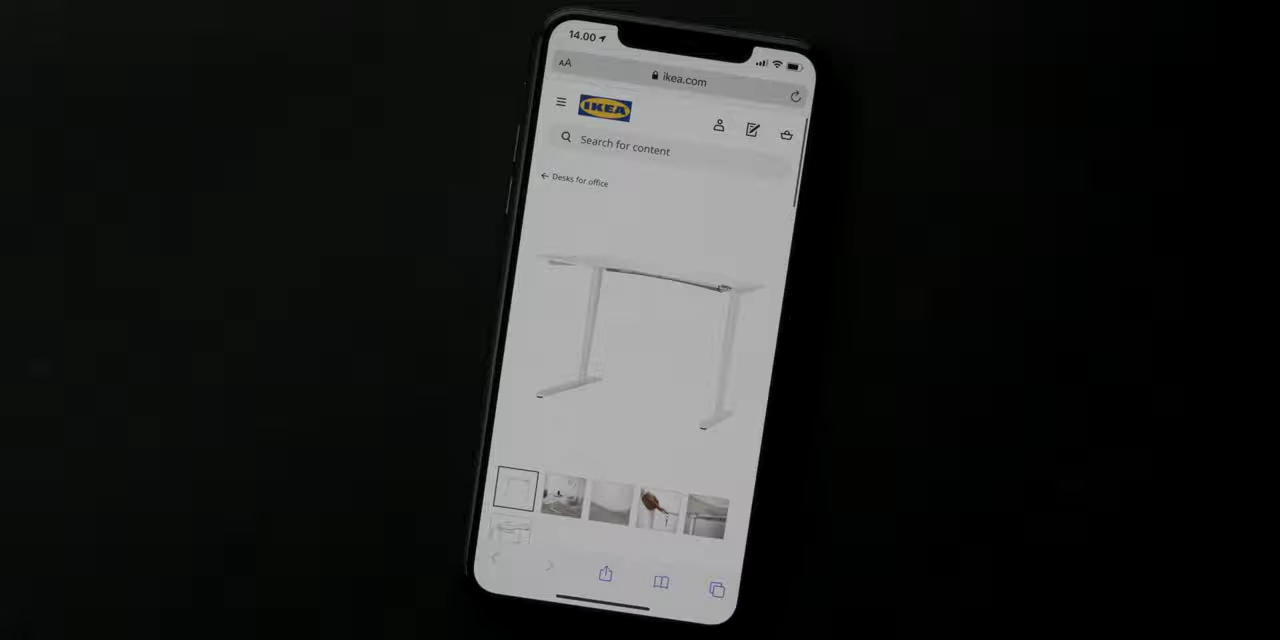 14.00
AA
ikea.com
IKEA
Search for content
← Desks for office